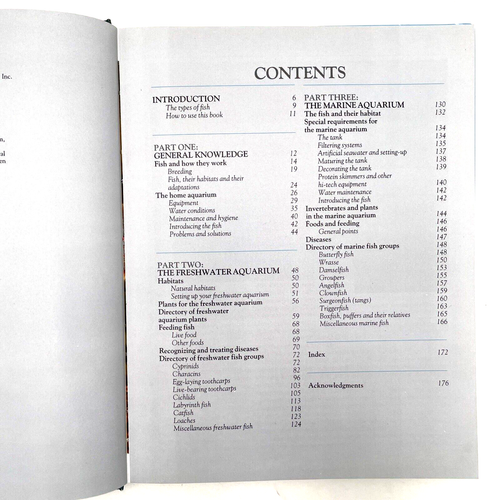 Inc.
CONTENTS
INTRODUCTION 6
The types of fish 9
How to use this book 11
PART ONE:
GENERAL KNOWLEDGE 12
Fish and how they work 14
Breeding 19
Fish, their habitats and their
adaptations 24
The home aquarium 26
Equipment 29
Water conditions 35
Maintenance and hygiene 40
Introducing the fish 42
Problems and solutions 44
PART TWO:
THE FRESHWATER AQUARIUM 48
Habitats 50
Natural habitats 50
Setting up your freshwater aquarium 51
Plants for the freshwater aquarium 56
Directory of freshwater
aquarium plants 59
Feeding fish 68
Live food 68
Other foods 69
Recognizing and treating diseases 70
Directory of freshwater fish groups 72
Cyprinids 72
Characins 82
Egg-laying toothcarps 96
Live-bearing toothcarps 103
Cichlids 105
Labyrinth fish 113
Catfish 118
Loaches 123
Miscellaneous freshwater fish 124
PART THREE:
THE MARINE AQUARIUM 130
The fish and their habitat 132
Special requirements for
the marine aquarium 134
The tank 134
Filtering systems 135
Artificial seawater and setting-up 137
Maturing the tank 138
Decorating the tank 139
Protein skimmers and other
hi-tech equipment 140
Water maintenance 142
Introducing the fish 142
Invertebrates and plants
in the marine aquarium 144
Foods and feeding 146
General points 146
Diseases 147
Directory of marine fish groups 148
Butterfly fish 148
Wrasse 150
Damselfish 153
Groupers 155
Angelfish 157
Clownfish 159
Surgeonfish (tangs) 160
Triggerfish 163
Boxfish, puffers and their relatives 165
Miscellaneous marine fish 166
Index 172
Acknowledgments 176